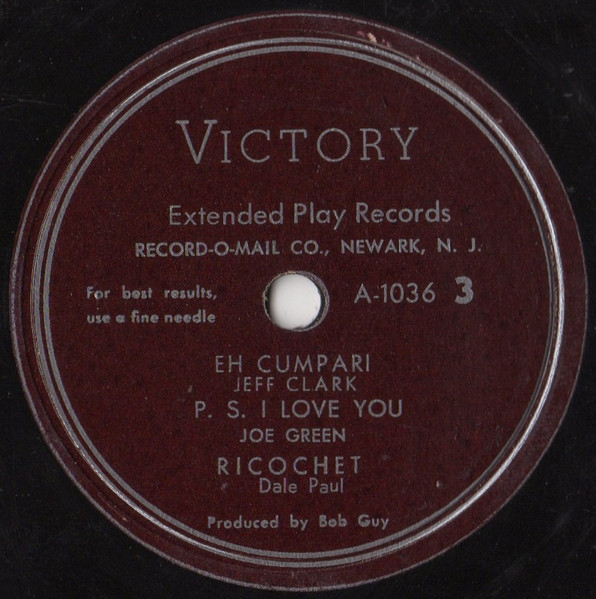 VICTORY
Extended Play Records
RECORD-O-MAIL CO., NEWARK, N. J.
For best results,
use a fine needle
A-1036 3
EH CUMPARI
JEFF CLARK
P. S. I LOVE YOU
JOE GREEN
RICOCHET
Dale Paul
Produced by Bob Guy